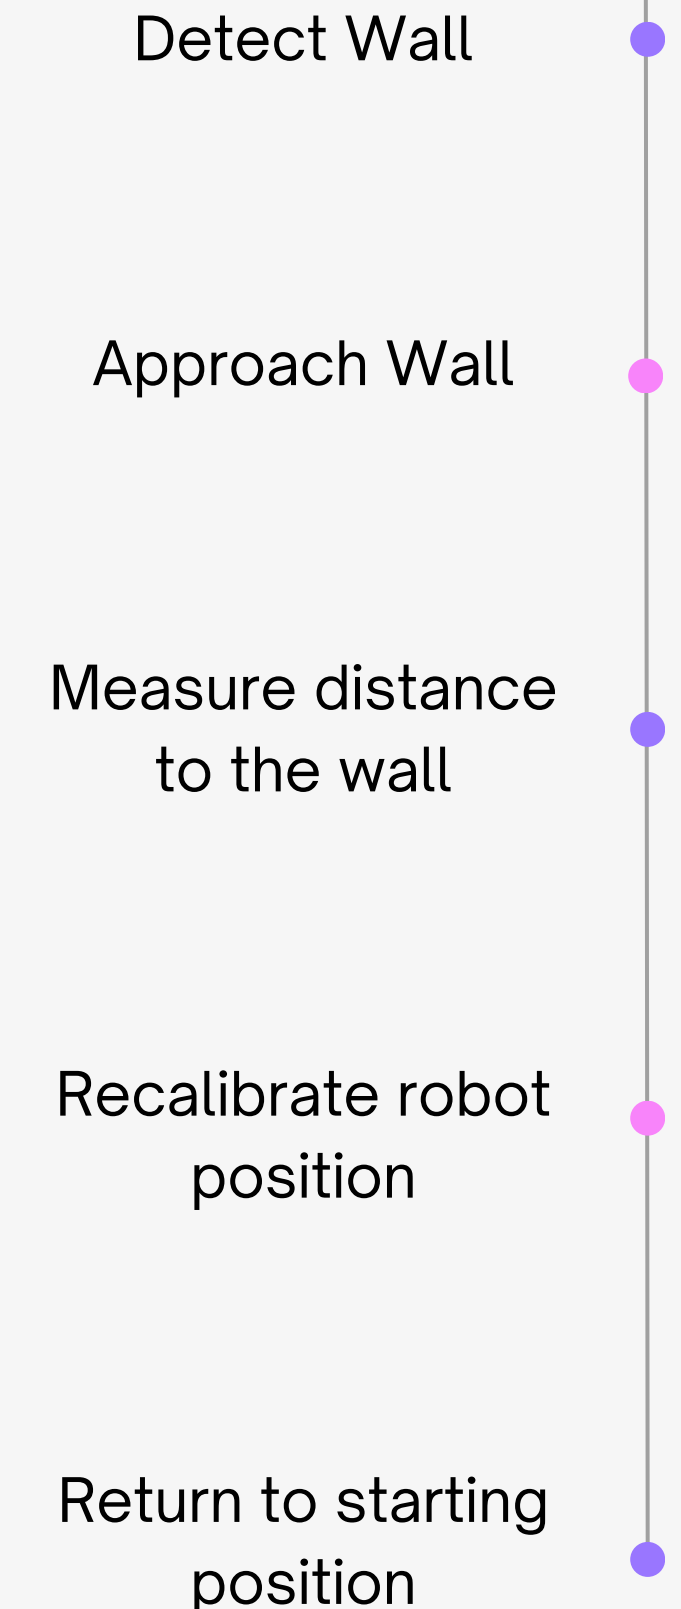 Detect Wall
Approach Wall
Measure distance
to the wall
Recalibrate robot
position
Return to starting
position